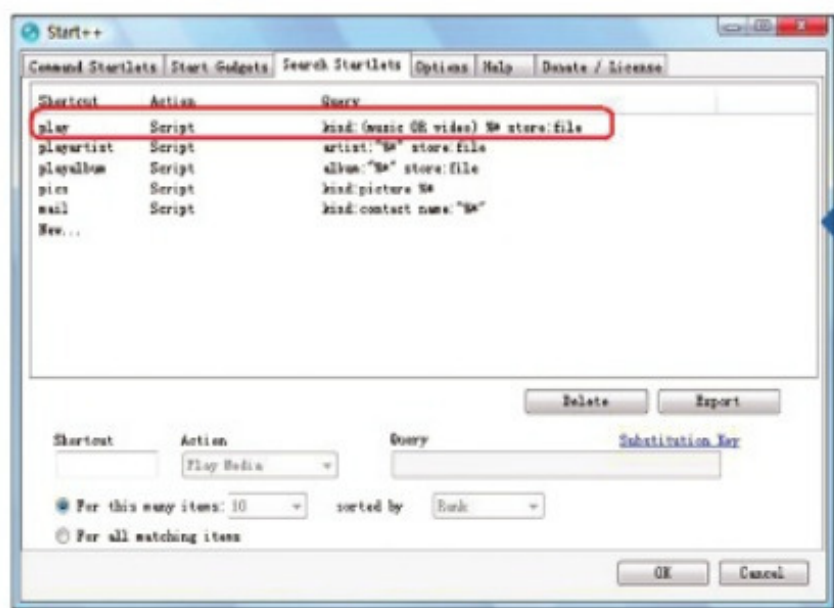 Start++
Command Startlets Start Gadgets Search Startlets Options Help Donate / License
Shortcut Action Query
play Script kind:(music OR video) %* store:file
playartist Script artist:"%*" store:file
playalbum Script album:"%*" store:file
pics Script kind:picture %*
mail Script kind:contact name:"%*"
New...
Delete Export
Shortcut Action Query Substitution Key
Play Media
For this many items: 10 sorted by Rank
For all matching items
OK Cancel